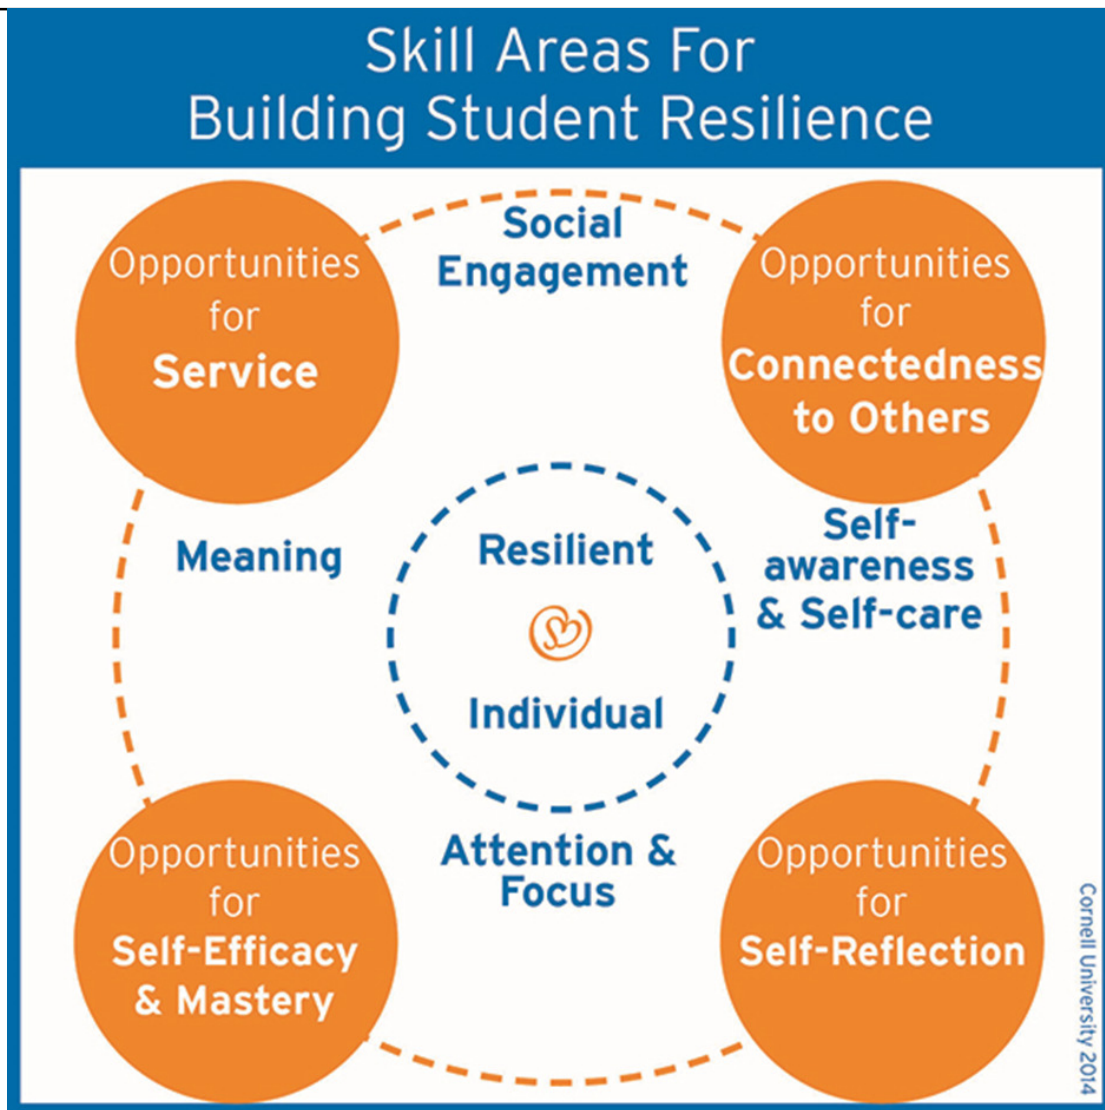 Skill Areas For
Building Student Resilience
Social
Engagement
Opportunities
for
Service
Opportunities
for
Connectedness
to Others
Meaning
Resilient
Individual
Self-
awareness
& Self-care
Attention &
Focus
Opportunities
for
Self-Efficacy
& Mastery
Opportunities
for
Self-Reflection
Cornell University 2014